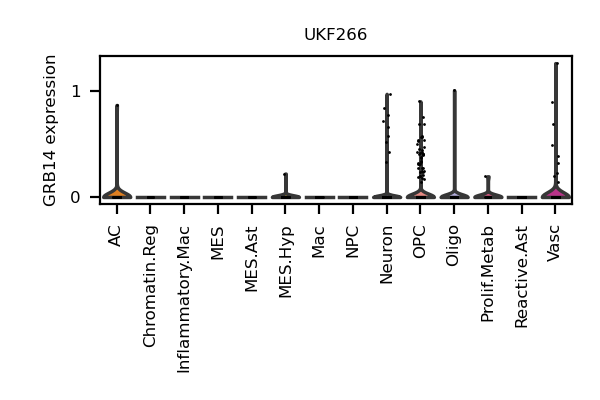 UKF266
GRB14 expression
1
0
AC
Chromatin.Reg
Inflammatory.Mac
MES
MES.Ast
MES.Hyp
Mac
NPC
Neuron
OPC
Oligo
Prolif.Metab
Reactive.Ast
Vasc